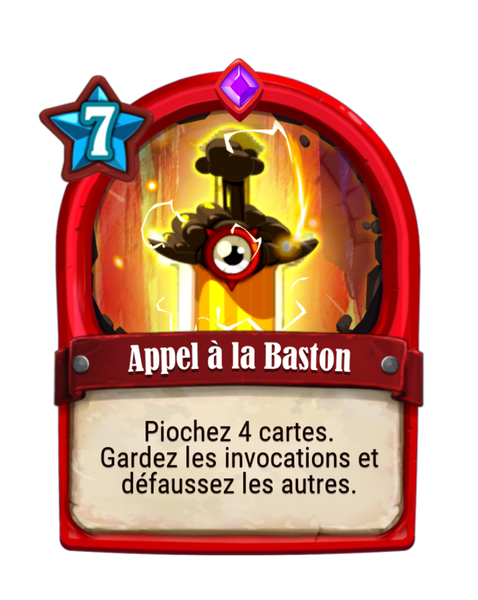 7
Appel à la Baston
Piochez 4 cartes.
Gardez les invocations et
défaussez les autres.